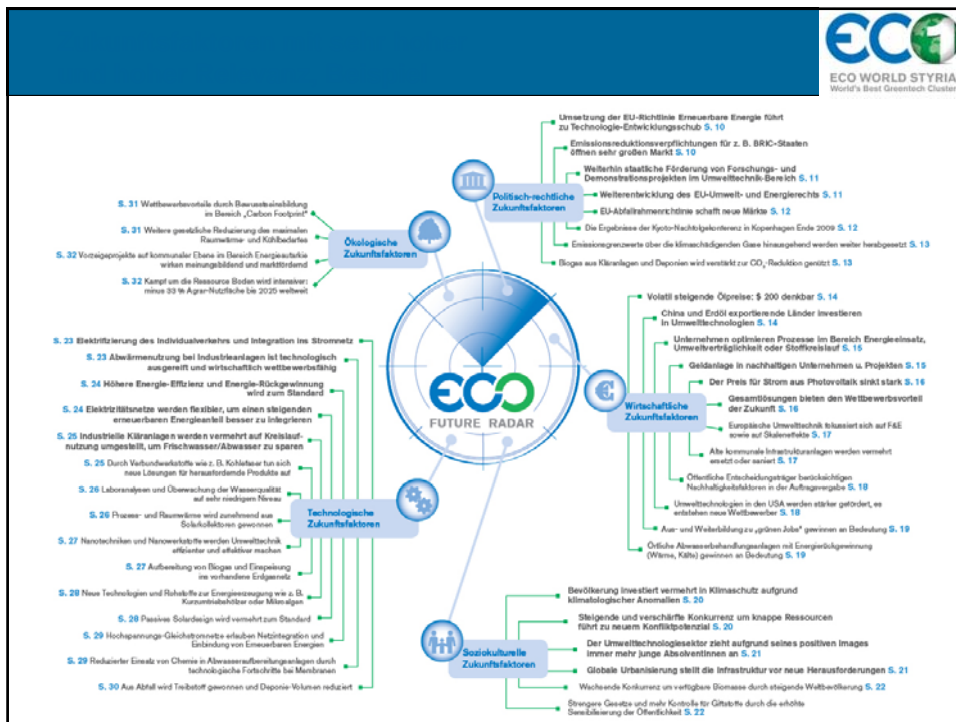 ECO1
ECO WORLD STYRIA
World's Best Greentech Cluster
Umsetzung der EU-Richtlinie Erneuerbare Energie führt
zu Technologie-Entwicklungsschub S. 10
Emissionsreduktionsverpflichtungen für z. B. BRIC-Staaten
öffnen sehr großen Markt S. 10
Weiterhin staatliche Förderung von Forschungs- und
Demonstrationsprojekten im Umwelttechnik-Bereich S. 11
Weiterentwicklung des EU-Umwelt- und Energierechts S. 11
EU-Abfallrahmenrichtlinie schafft neue Märkte S. 12
Die Ergebnisse der Kyoto-Nachfolgekonferenz in Kopenhagen Ende 2009 S. 12
Emissionsgrenzwerte über die klimaschädigenden Gase hinausgehend werden weiter herabgesetzt S. 13
Biogas aus Kläranlagen und Deponien wird verstärkt zur CO₂-Reduktion genützt S. 13
Politisch-rechtliche
Zukunftsfaktoren
S. 31 Wettbewerbsvorteile durch Bewusstseinsbildung
im Bereich „Carbon Footprint"
S. 31 Weitere gesetzliche Reduzierung des maximalen
Raumwärme- und Kühlbedarfes
S. 32 Vorzeigeprojekte auf kommunaler Ebene im Bereich Energieautarkie
wirken meinungsbildend und marktfördernd
S. 32 Kampf um die Ressource Boden wird intensiver:
minus 33 % Agrar-Nutzfläche bis 2025 weltweit
Ökologische
Zukunftsfaktoren
Volatil steigende Ölpreise: $ 200 denkbar S. 14
China und Erdöl exportierende Länder investieren
in Umwelttechnologien S. 14
Unternehmen optimieren Prozesse im Bereich Energieeinsatz,
Umweltverträglichkeit oder Stoffkreislauf S. 15
Geldanlage in nachhaltigen Unternehmen u. Projekten S. 15
Der Preis für Strom aus Photovoltaik sinkt stark S. 16
Gesamtlösungen bieten den Wettbewerbsvorteil
der Zukunft S. 16
Europäische Umwelttechnik fokussiert sich auf F&E
sowie auf Skaleneffekte S. 17
Alte kommunale Infrastrukturanlagen werden vermehrt
ersetzt oder saniert S. 17
Öffentliche Entscheidungsträger berücksichtigen
Nachhaltigkeitsfaktoren in der Auftragsvergabe S. 18
Umwelttechnologien in den USA werden stärker gefördert, es
entstehen neue Wettbewerber S. 18
Aus- und Weiterbildung zu „grünen Jobs" gewinnen an Bedeutung S. 19
Örtliche Abwasserbehandlungsanlagen mit Energierückgewinnung
(Wärme, Kälte) gewinnen an Bedeutung S. 19
Wirtschaftliche
Zukunftsfaktoren
ECO
FUTURE RADAR
S. 23 Elektrifizierung des Individualverkehrs und Integration ins Stromnetz
S. 23 Abwärmenutzung bei Industrieanlagen ist technologisch
ausgereift und wirtschaftlich wettbewerbsfähig
S. 24 Höhere Energie-Effizienz und Energie-Rückgewinnung
wird zum Standard
S. 24 Elektrizitätsnetze werden flexibler, um einen steigenden
erneuerbaren Energieanteil besser zu integrieren
S. 25 Industrielle Kläranlagen werden vermehrt auf Kreislauf-
nutzung umgestellt, um Frischwasser/Abwasser zu sparen
S. 25 Durch Verbundwerkstoffe wie z. B. Kohlefaser tun sich
neue Lösungen für herausfordernde Produkte auf
S. 26 Laboranalysen und Überwachung der Wasserqualität
auf sehr niedrigem Niveau
S. 26 Prozess- und Raumwärme wird zunehmend aus
Solarkollektoren gewonnen
S. 27 Nanotechniken und Nanowerkstoffe werden Umwelttechnik
effizienter und effektiver machen
S. 27 Aufbereitung von Biogas und Einspeisung
ins vorhandene Erdgasnetz
S. 28 Neue Technologien und Rohstoffe zur Energieerzeugung wie z. B.
Kurzumtriebshölzer oder Mikroalgen
S. 28 Passives Solardesign wird vermehrt zum Standard
S. 29 Hochspannungs-Gleichstromnetze erlauben Netzintegration und
Einbindung von Erneuerbaren Energien
S. 29 Reduzierter Einsatz von Chemie in Abwasseraufbereitungsanlagen durch
technologische Fortschritte bei Membranen
S. 30 Aus Abfall wird Treibstoff gewonnen und Deponie-Volumen reduziert
Technologische
Zukunftsfaktoren
Bevölkerung investiert vermehrt in Klimaschutz aufgrund
klimatologischer Anomalien S. 20
Steigende und verschärfte Konkurrenz um knappe Ressourcen
führt zu neuem Konfliktpotenzial S. 20
Der Umwelttechnologiesektor zieht aufgrund seines positiven Images
immer mehr junge AbsolventInnen an S. 21
Globale Urbanisierung stellt die Infrastruktur vor neue Herausforderungen S. 21
Wachsende Konkurrenz um verfügbare Biomasse durch steigende Weltbevölkerung S. 22
Strengere Gesetze und mehr Kontrolle für Giftstoffe durch die erhöhte
Sensibilisierung der Öffentlichkeit S. 22
Soziokulturelle
Zukunftsfaktoren